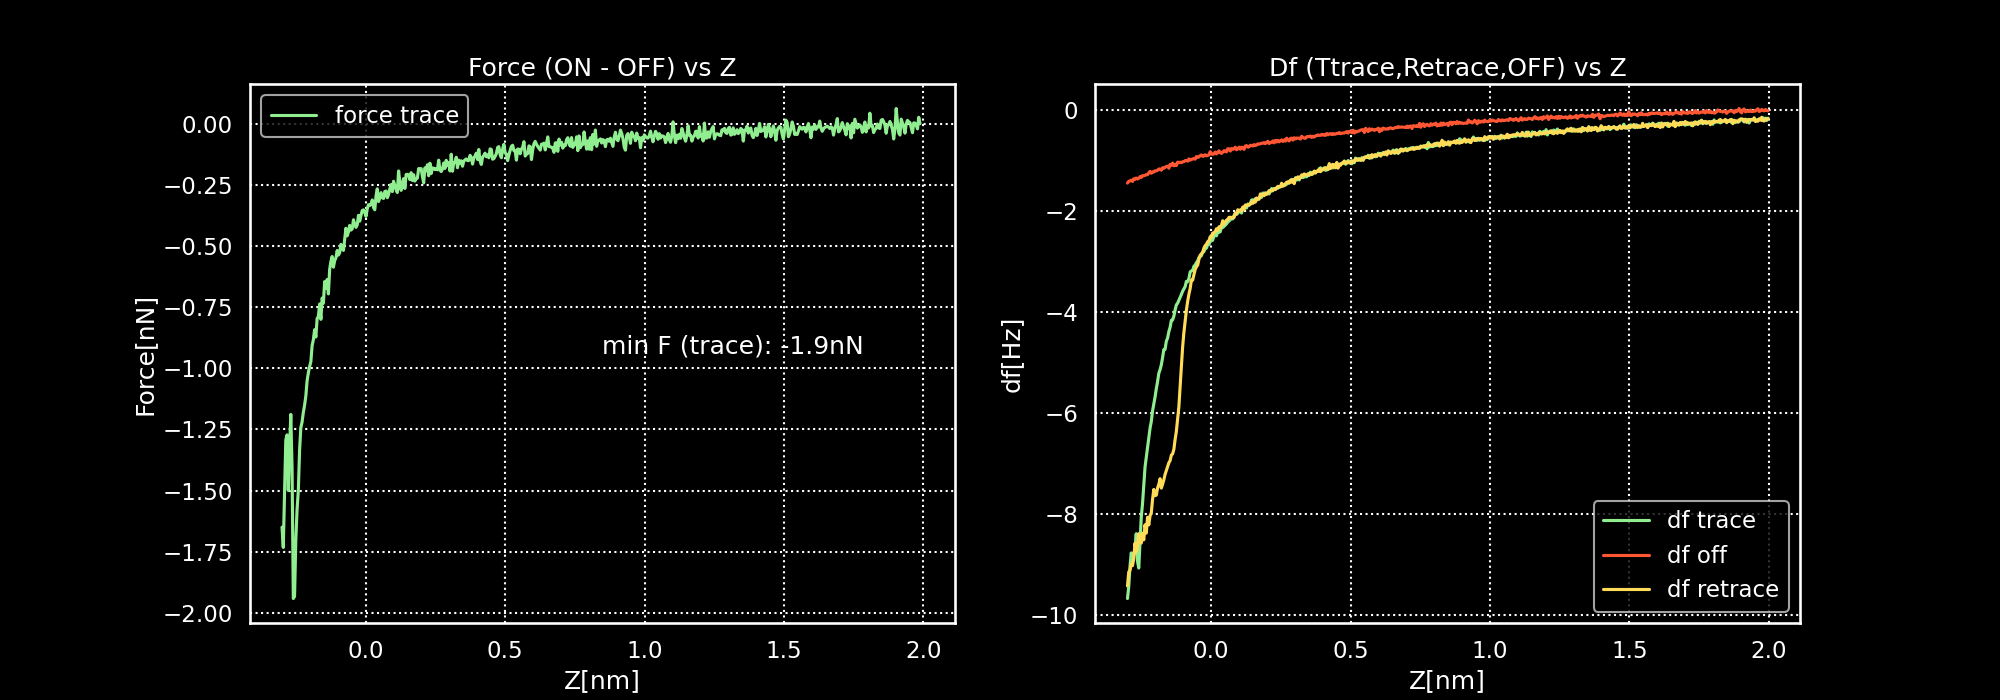 Force (ON - OFF) vs Z
force trace
0.00
−0.25
−0.50
−0.75
−1.00
−1.25
−1.50
−1.75
−2.00
Force[nN]
min F (trace): -1.9nN
0.0 0.5 1.0 1.5 2.0
Z[nm]
Df (Ttrace,Retrace,OFF) vs Z
0
−2
−4
−6
−8
−10
df[Hz]
df trace
df off
df retrace
0.0 0.5 1.0 1.5 2.0
Z[nm]